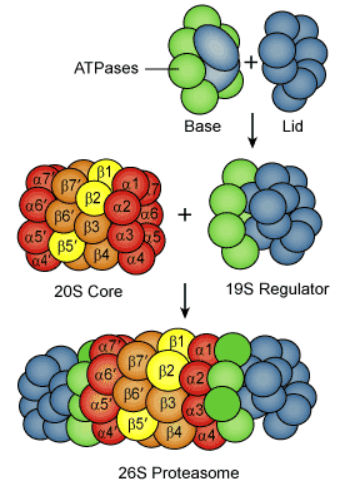 ATPases
+
Base
Lid
α7′ β7′ β1 α1 α7
α6′ β6′ β2 α2 α6
α5′ β5′ β3 α3 α5
α4′ β4 α4
+
20S Core
19S Regulator
α7′ β7′ β1 α1
α6′ β6′ β2 α2
α5′ β5′ β3 α3
β4 α4
26S Proteasome